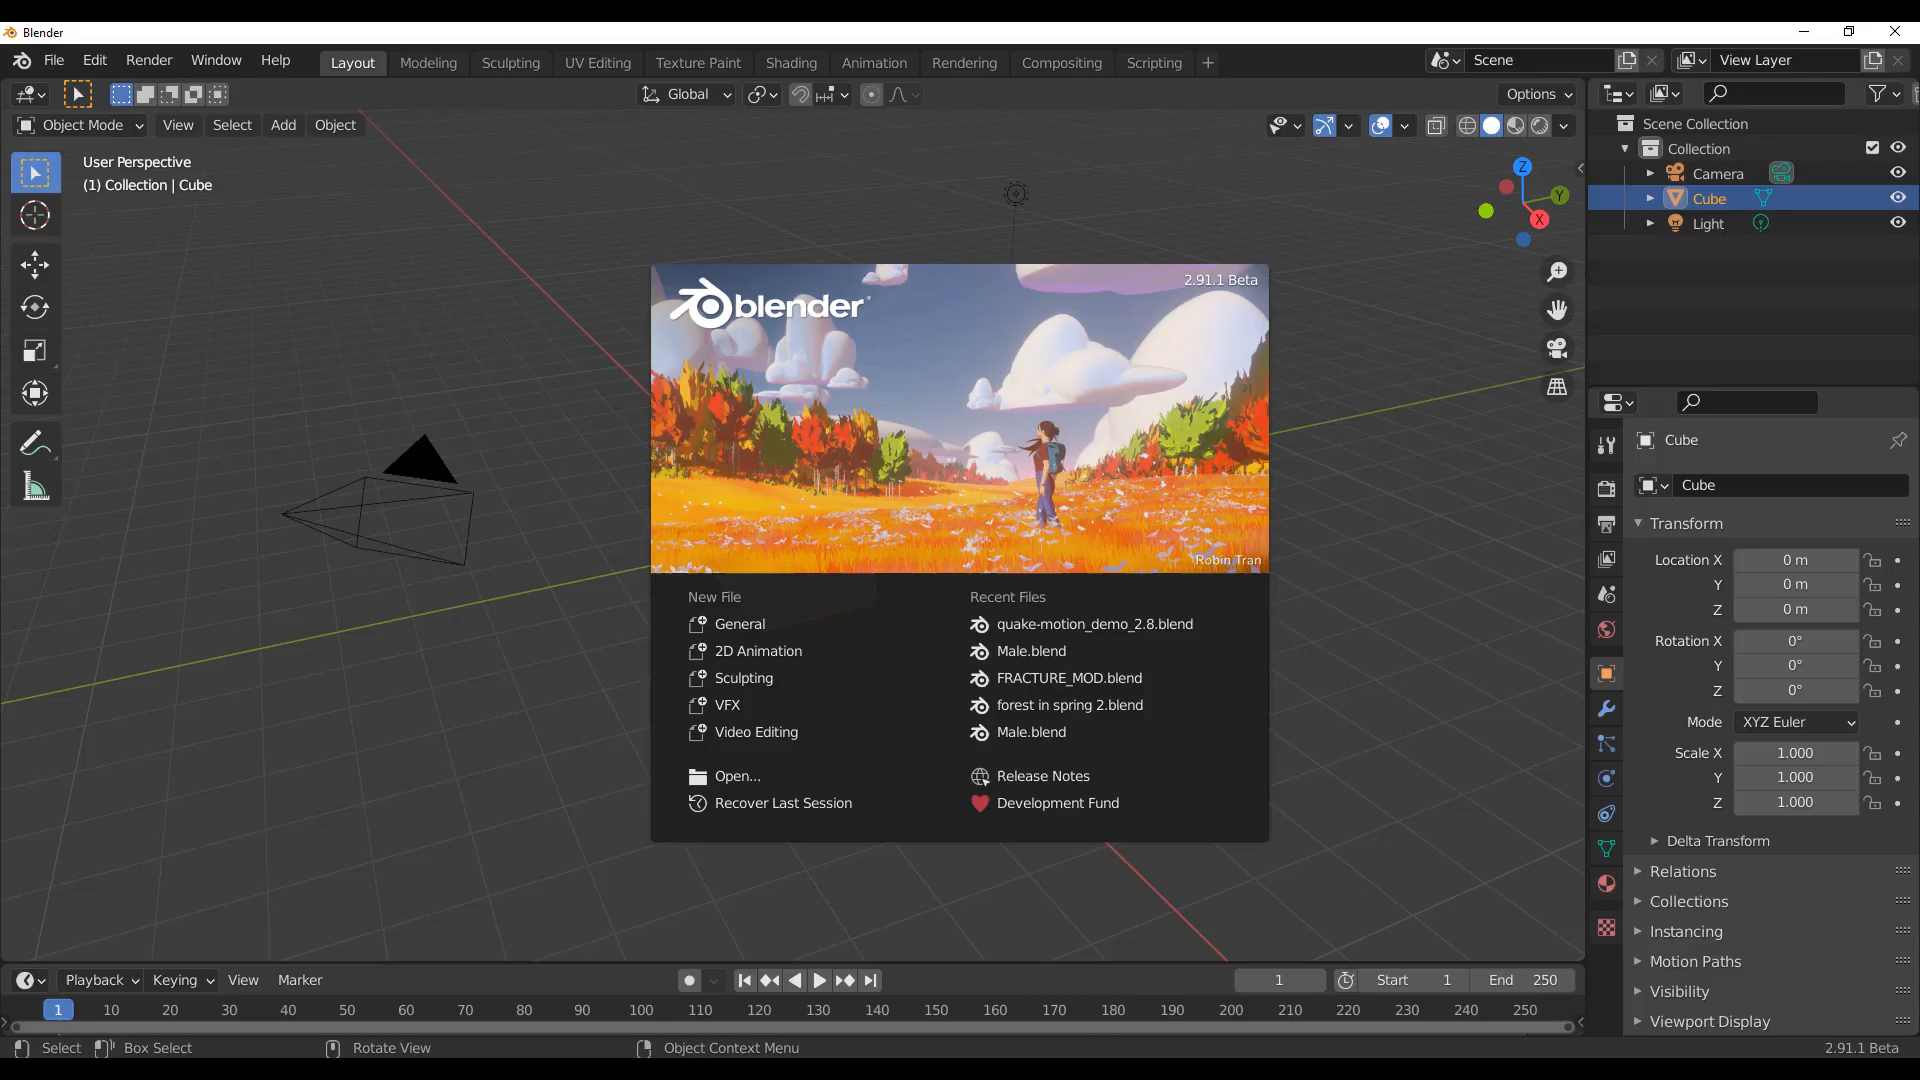 Blender
File Edit Render Window Help Layout Modeling Sculpting UV Editing Texture Paint Shading Animation Rendering Compositing Scripting + Scene View Layer
Global Options
Object Mode View Select Add Object
User Perspective
(1) Collection | Cube
Z
Y
X
Scene Collection
Collection
Camera
Cube
Light
blender
2.91.1 Beta
Robin Tran
New File
General
2D Animation
Sculpting
VFX
Video Editing
Open...
Recover Last Session
Recent Files
quake-motion_demo_2.8.blend
Male.blend
FRACTURE_MOD.blend
forest in spring 2.blend
Male.blend
Release Notes
Development Fund
Cube
Cube
Transform
Location X 0 m
Y 0 m
Z 0 m
Rotation X 0°
Y 0°
Z 0°
Mode XYZ Euler
Scale X 1.000
Y 1.000
Z 1.000
Delta Transform
Relations
Collections
Instancing
Motion Paths
Visibility
Viewport Display
Playback Keying View Marker 1 Start 1 End 250
1 10 20 30 40 50 60 70 80 90 100 110 120 130 140 150 160 170 180 190 200 210 220 230 240 250
Select Box Select Rotate View Object Context Menu 2.91.1 Beta